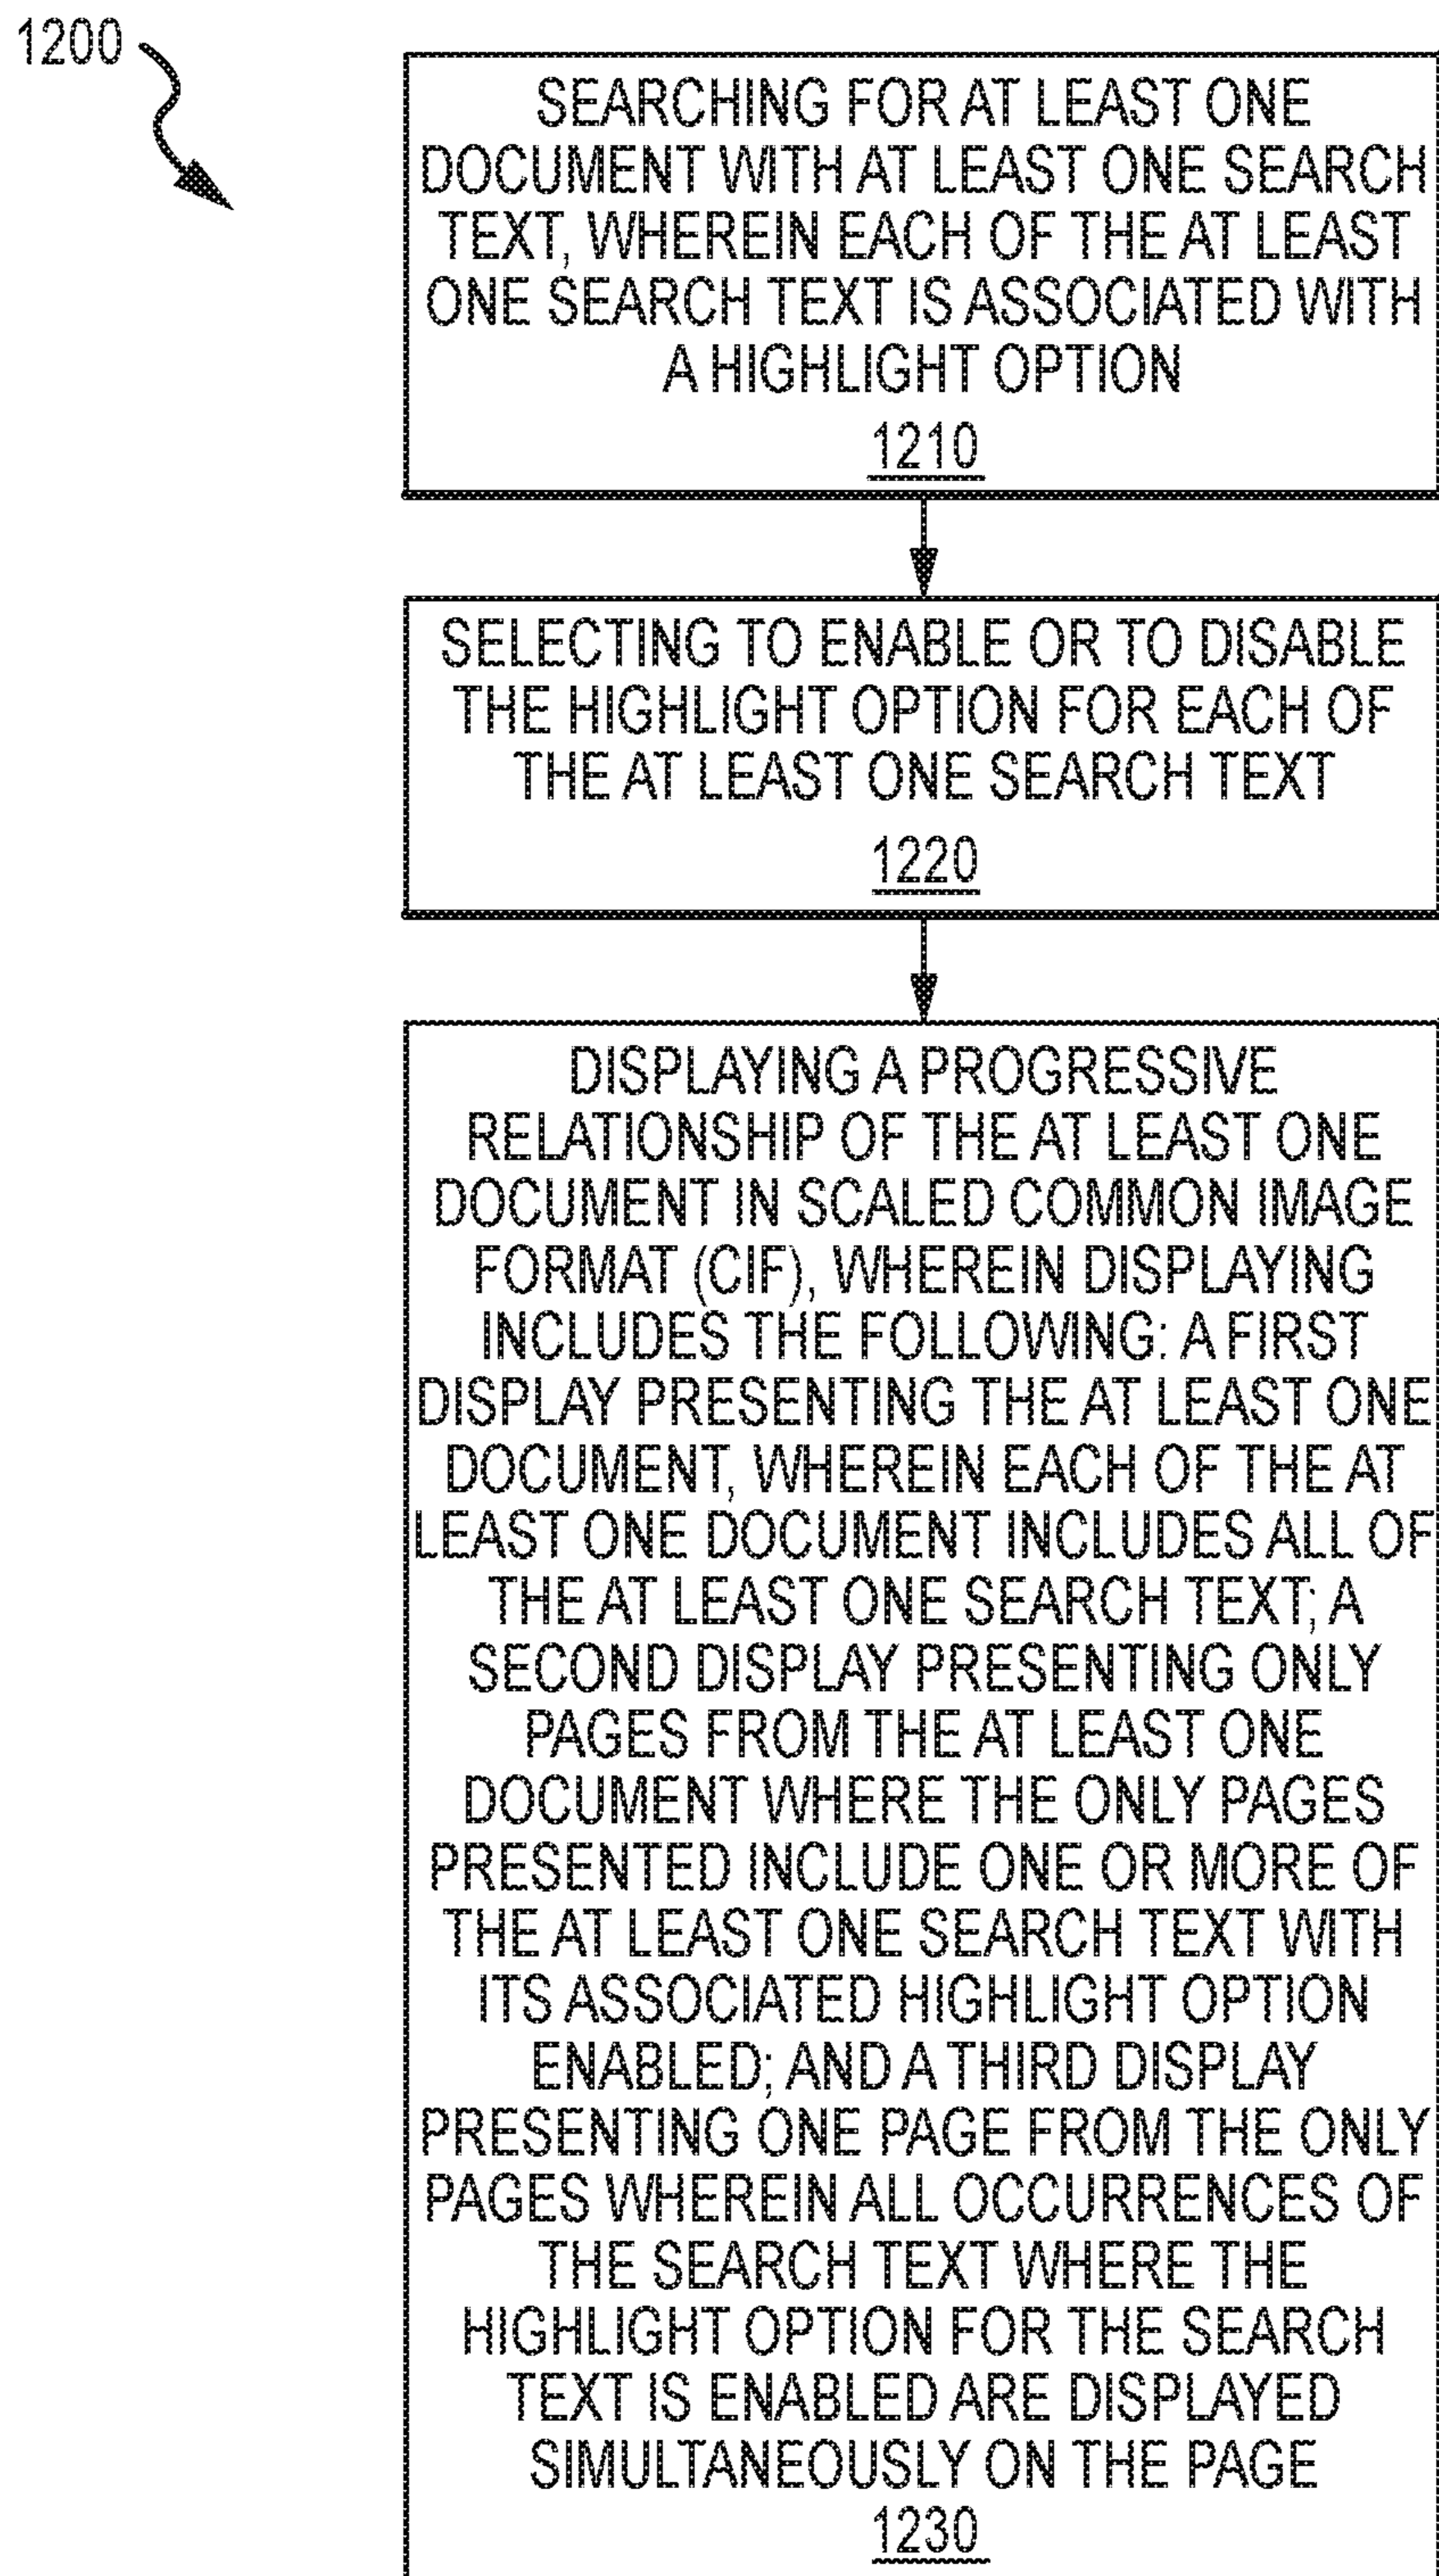 1200
SEARCHING FOR AT LEAST ONE
DOCUMENT WITH AT LEAST ONE SEARCH
TEXT, WHEREIN EACH OF THE AT LEAST
ONE SEARCH TEXT IS ASSOCIATED WITH
A HIGHLIGHT OPTION
1210
SELECTING TO ENABLE OR TO DISABLE
THE HIGHLIGHT OPTION FOR EACH OF
THE AT LEAST ONE SEARCH TEXT
1220
DISPLAYING A PROGRESSIVE
RELATIONSHIP OF THE AT LEAST ONE
DOCUMENT IN SCALED COMMON IMAGE
FORMAT (CIF), WHEREIN DISPLAYING
INCLUDES THE FOLLOWING: A FIRST
DISPLAY PRESENTING THE AT LEAST ONE
DOCUMENT, WHEREIN EACH OF THE AT
LEAST ONE DOCUMENT INCLUDES ALL OF
THE AT LEAST ONE SEARCH TEXT; A
SECOND DISPLAY PRESENTING ONLY
PAGES FROM THE AT LEAST ONE
DOCUMENT WHERE THE ONLY PAGES
PRESENTED INCLUDE ONE OR MORE OF
THE AT LEAST ONE SEARCH TEXT WITH
ITS ASSOCIATED HIGHLIGHT OPTION
ENABLED; AND A THIRD DISPLAY
PRESENTING ONE PAGE FROM THE ONLY
PAGES WHEREIN ALL OCCURRENCES OF
THE SEARCH TEXT WHERE THE
HIGHLIGHT OPTION FOR THE SEARCH
TEXT IS ENABLED ARE DISPLAYED
SIMULTANEOUSLY ON THE PAGE
1230